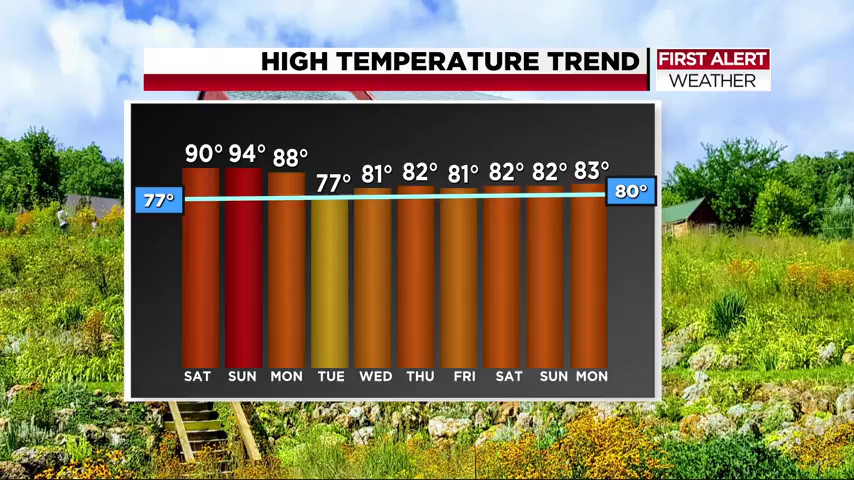 HIGH TEMPERATURE TREND
FIRST ALERT
WEATHER
90° 94° 88° 77° 81° 82° 81° 82° 82° 83°
77° 80°
SAT SUN MON TUE WED THU FRI SAT SUN MON